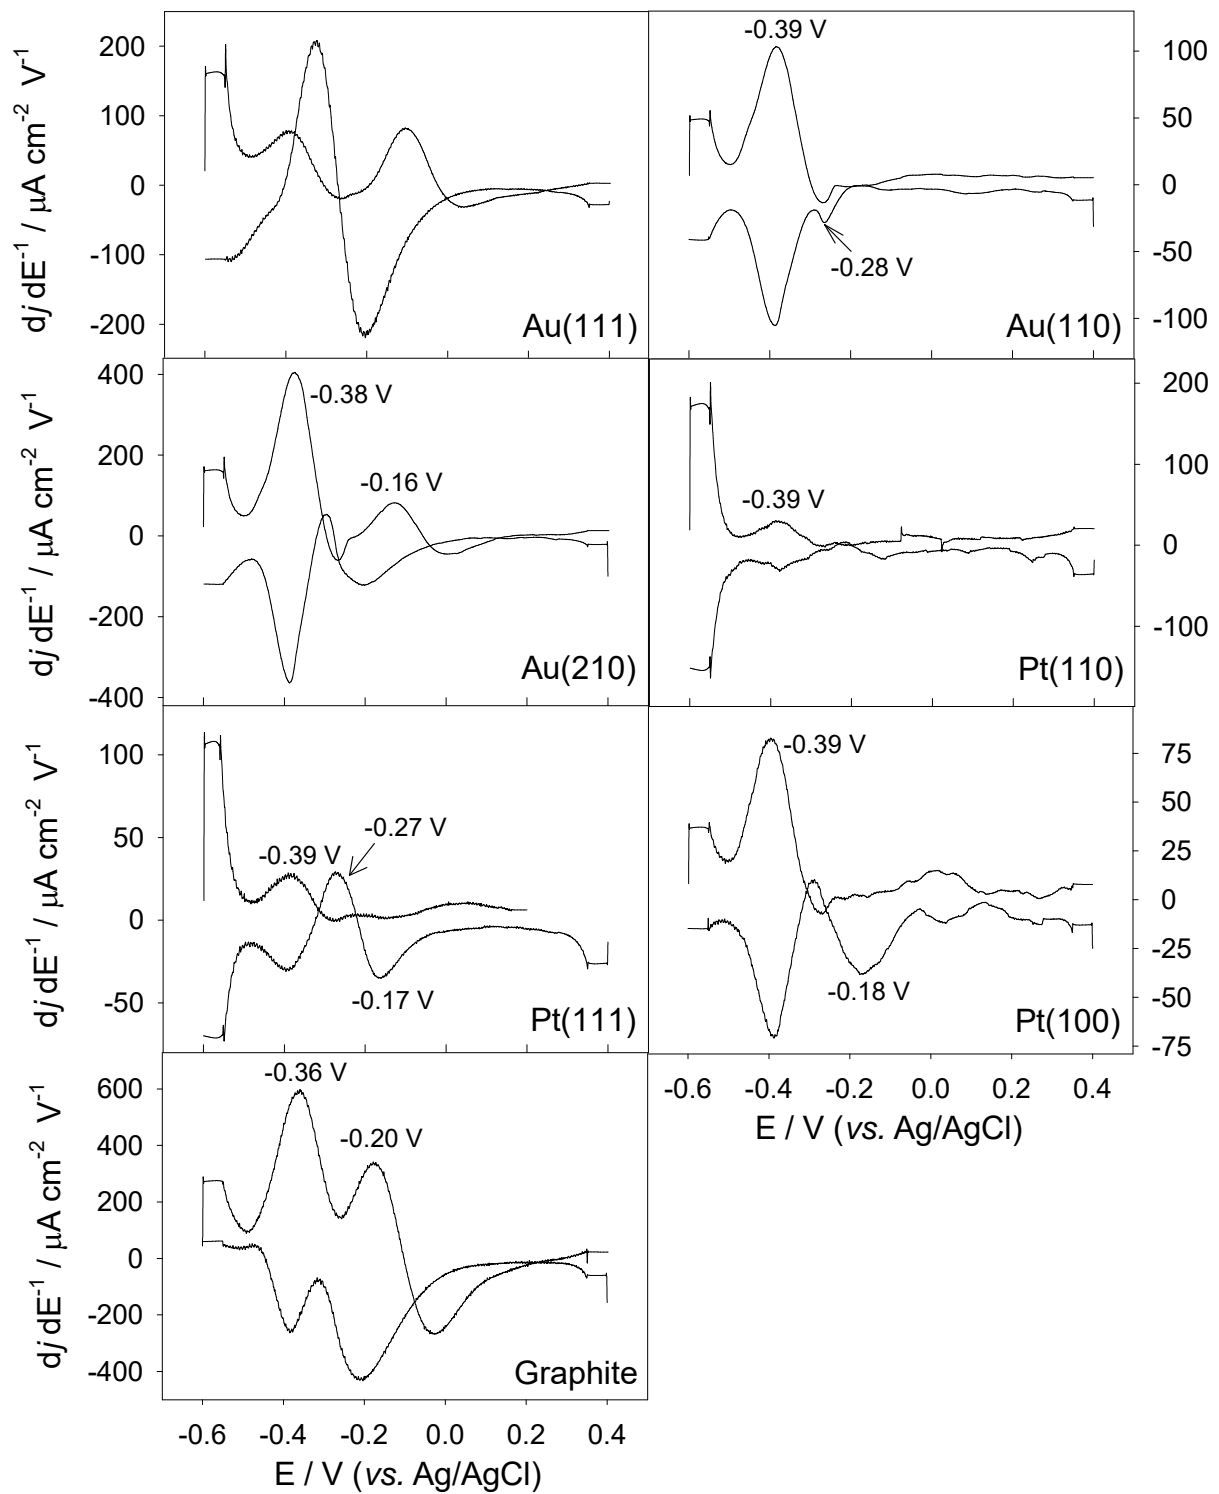 dj dE⁻¹ / μA cm⁻² V⁻¹
200
100
0
-100
-200
Au(111)
-0.39 V
-0.28 V
100
50
0
-50
-100
Au(110)
dj dE⁻¹ / μA cm⁻² V⁻¹
400
200
0
-200
-400
-0.38 V
-0.16 V
Au(210)
-0.39 V
200
100
0
-100
Pt(110)
dj dE⁻¹ / μA cm⁻² V⁻¹
100
50
0
-50
-0.39 V
-0.27 V
-0.17 V
Pt(111)
-0.39 V
-0.18 V
75
50
25
0
-25
-50
-75
Pt(100)
-0.6 -0.4 -0.2 0.0 0.2 0.4
E / V (vs. Ag/AgCl)
dj dE⁻¹ / μA cm⁻² V⁻¹
600
400
200
0
-200
-400
-0.36 V
-0.20 V
Graphite
-0.6 -0.4 -0.2 0.0 0.2 0.4
E / V (vs. Ag/AgCl)